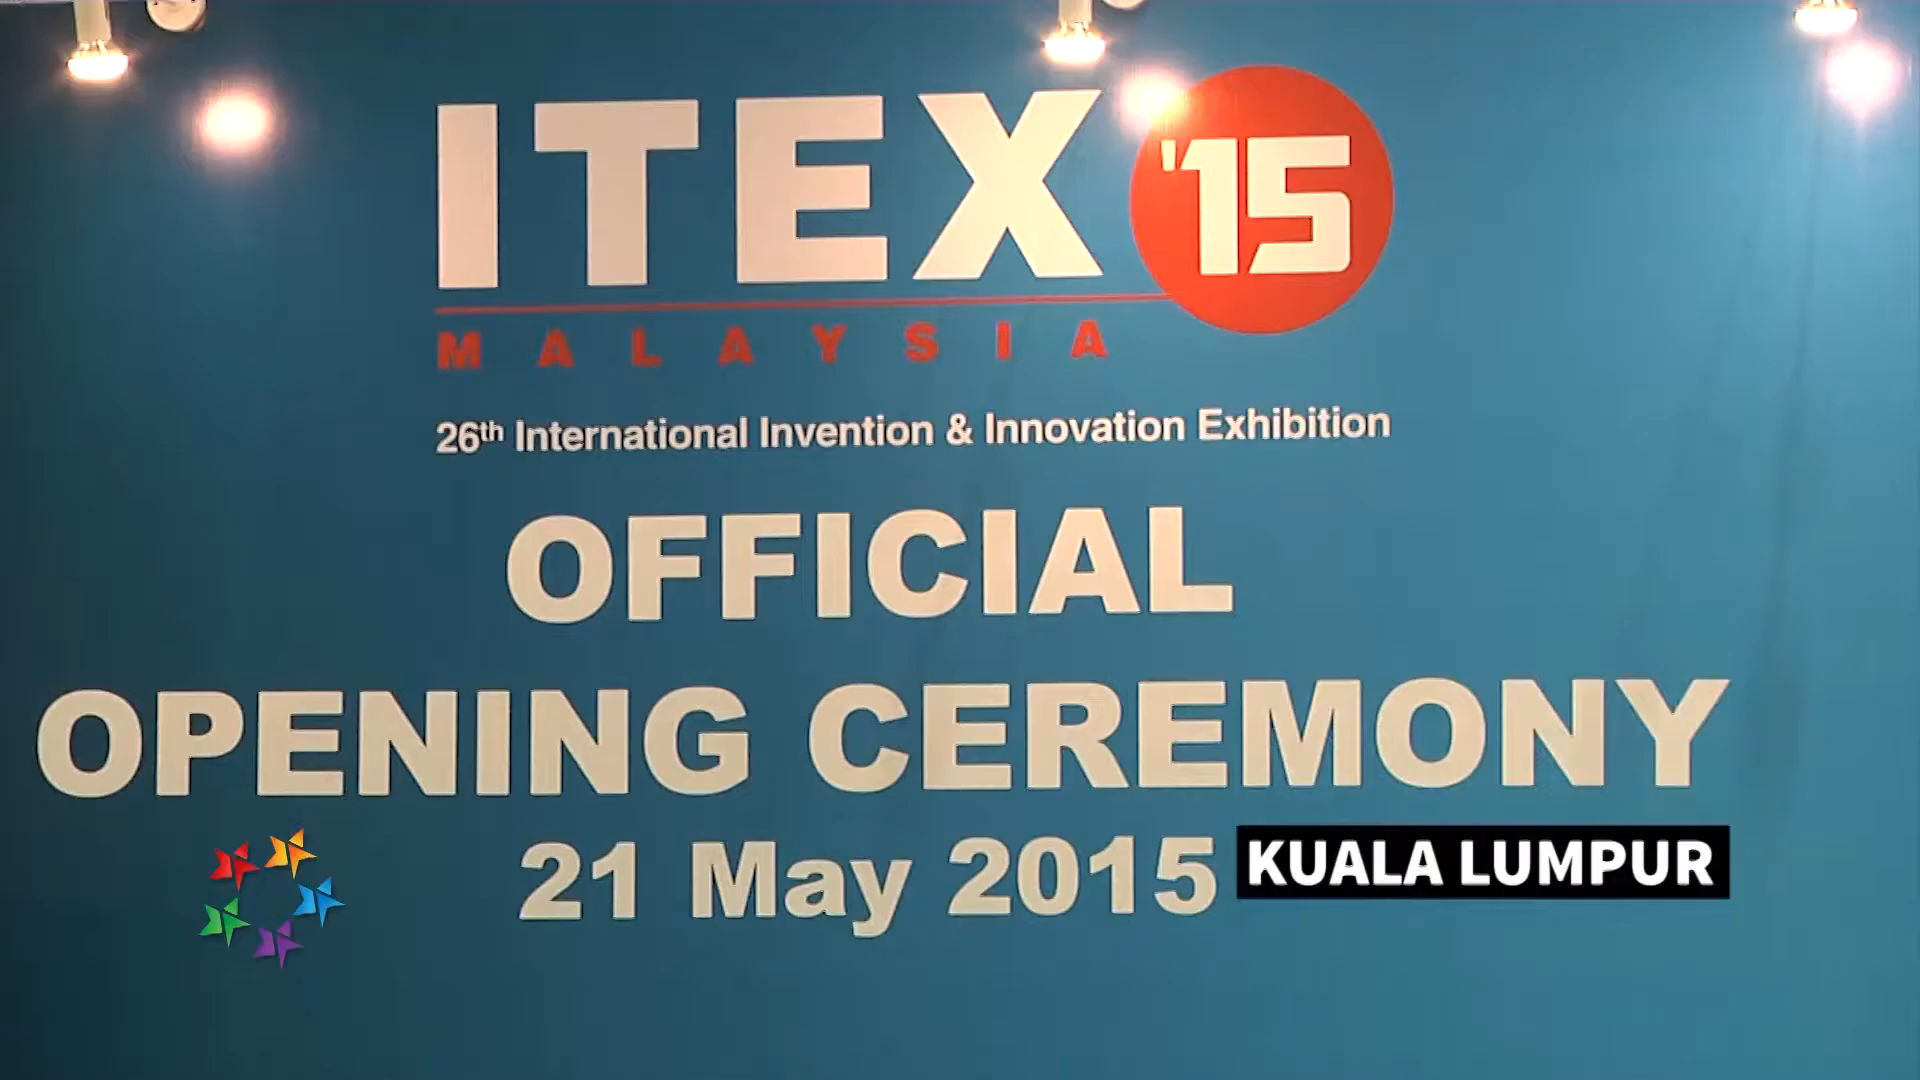 ITEX '15
MALAYSIA
26th International Invention & Innovation Exhibition
OFFICIAL
OPENING CEREMONY
21 May 2015
KUALA LUMPUR